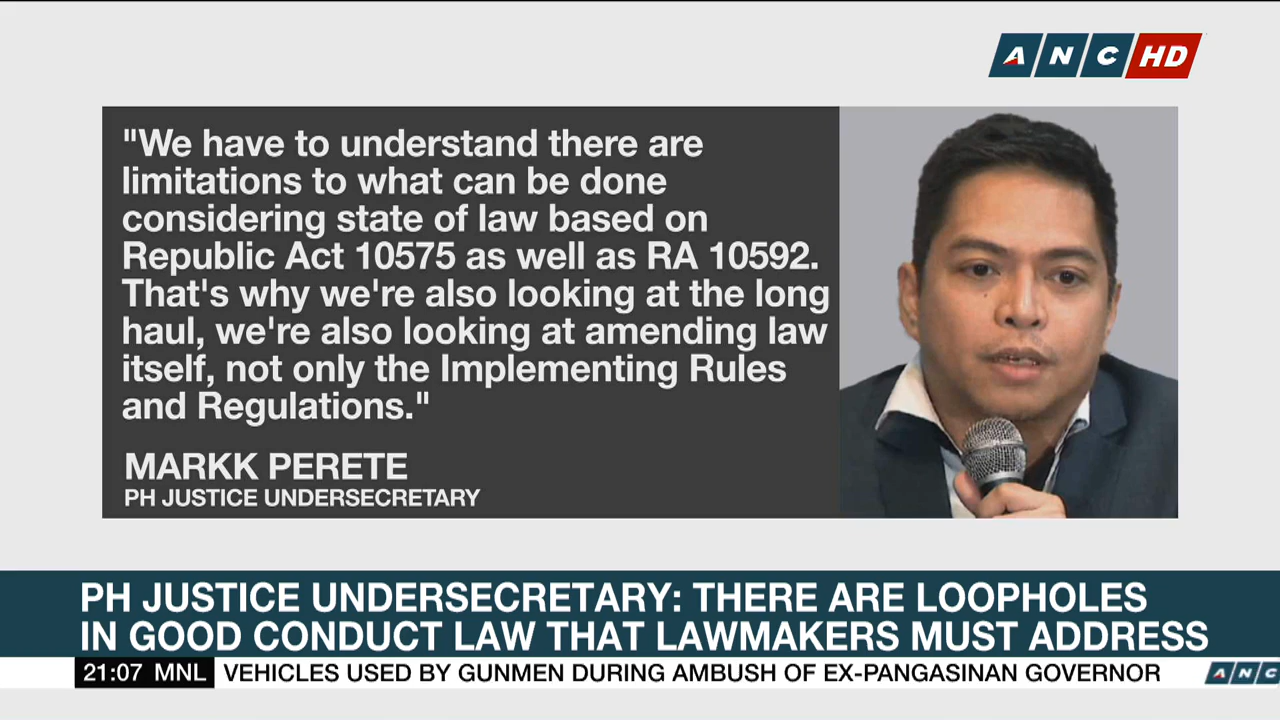 ANC HD
"We have to understand there are
limitations to what can be done
considering state of law based on
Republic Act 10575 as well as RA 10592.
That's why we're also looking at the long
haul, we're also looking at amending law
itself, not only the Implementing Rules
and Regulations."
MARKK PERETE
PH JUSTICE UNDERSECRETARY
PH JUSTICE UNDERSECRETARY: THERE ARE LOOPHOLES
IN GOOD CONDUCT LAW THAT LAWMAKERS MUST ADDRESS
21:07 MNL VEHICLES USED BY GUNMEN DURING AMBUSH OF EX-PANGASINAN GOVERNOR ANC